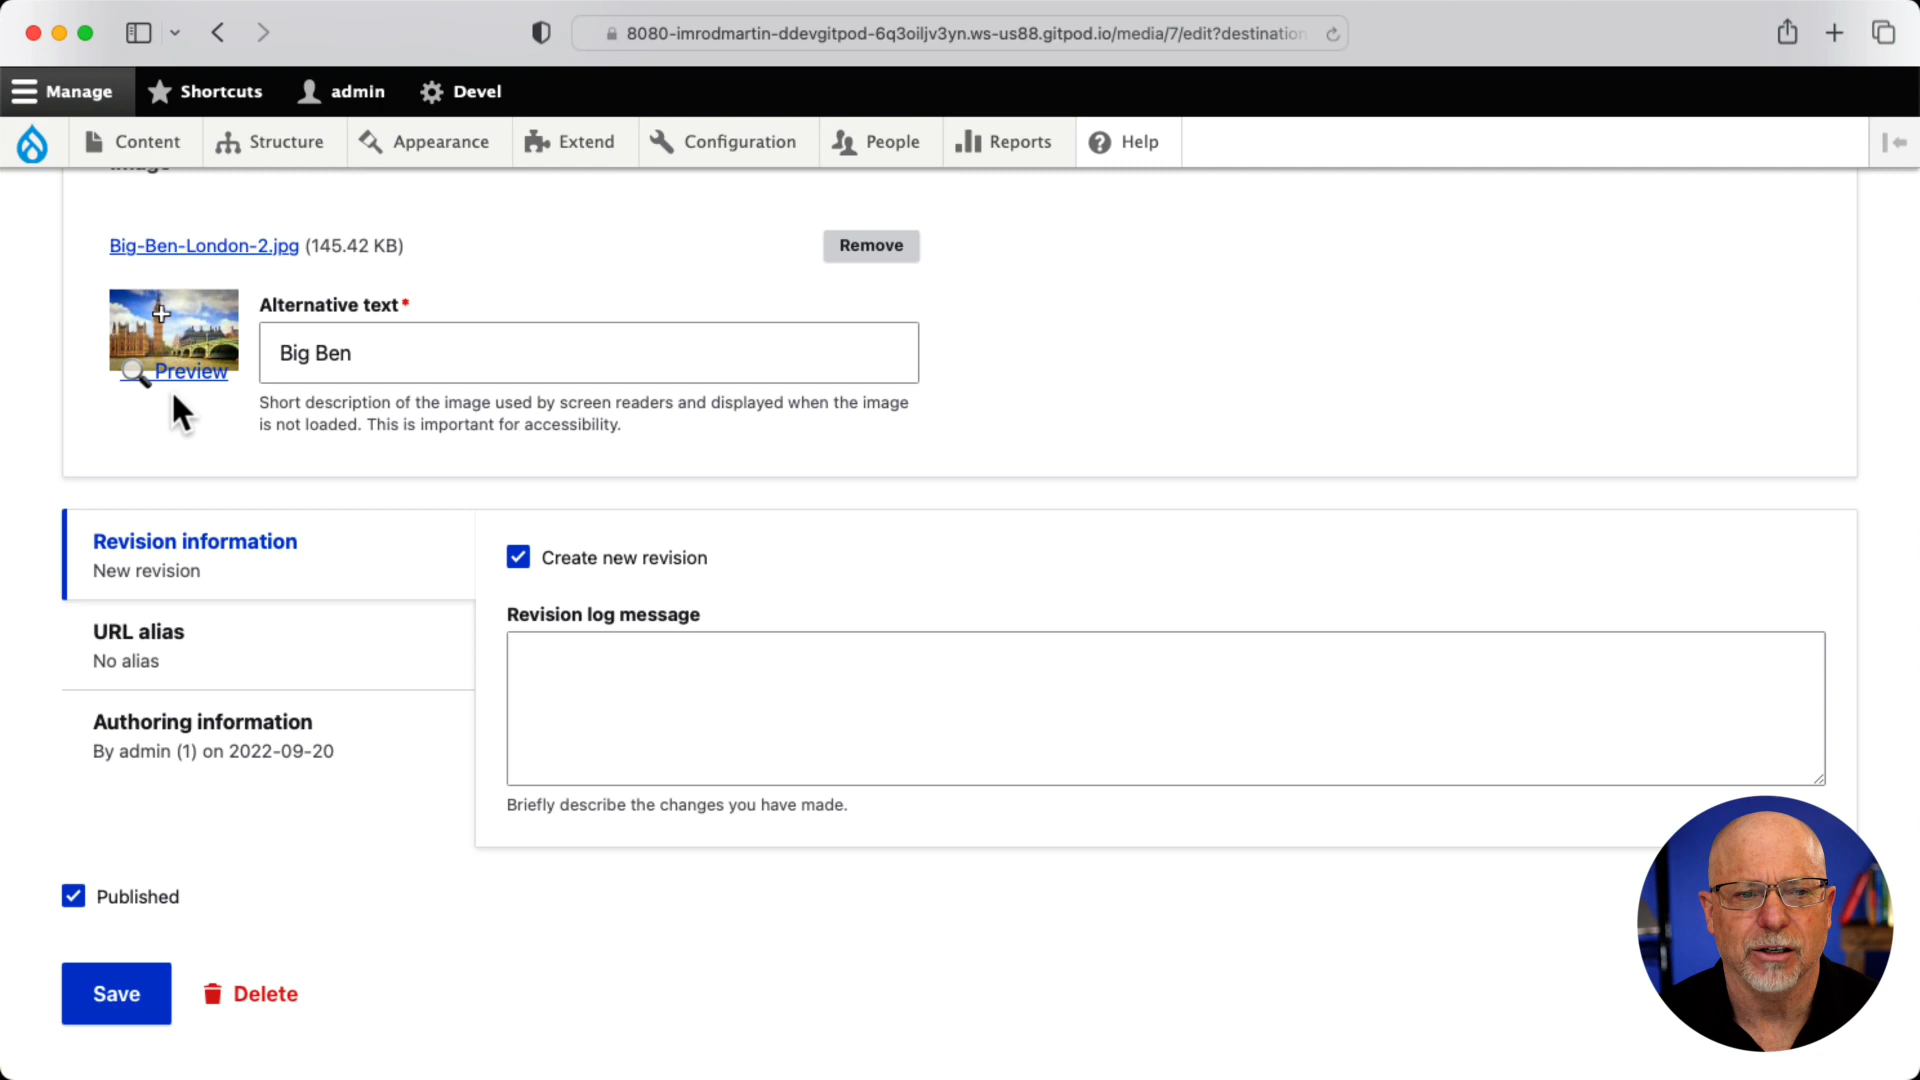 8080-imrodmartin-ddevgitpod-6q3oiljv3yn.ws-us88.gitpod.io/media/7/edit?destination
Manage Shortcuts admin Devel
Content Structure Appearance Extend Configuration People Reports Help
Image
Big-Ben-London-2.jpg (145.42 KB) Remove
Alternative text*
Big Ben
Preview
Short description of the image used by screen readers and displayed when the image
is not loaded. This is important for accessibility.
Revision information
New revision
Create new revision
Revision log message
URL alias
No alias
Authoring information
By admin (1) on 2022-09-20
Briefly describe the changes you have made.
Published
Save Delete